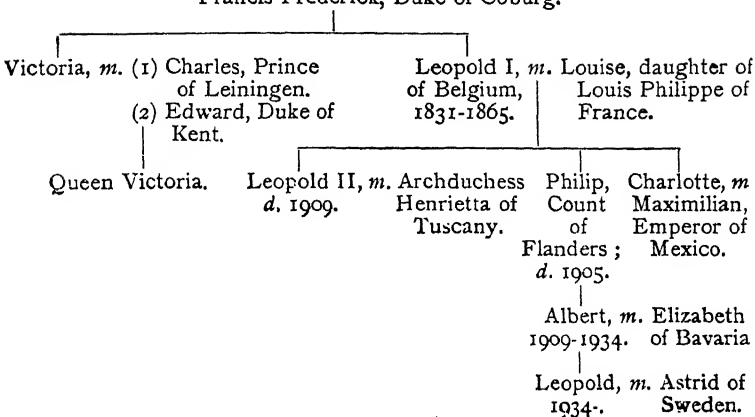 Francis Frederick, Duke of Coburg.
Victoria, m. (1) Charles, Prince
of Leiningen.
(2) Edward, Duke of
Kent.
Leopold I, m. Louise, daughter of
of Belgium, Louis Philippe of
1831-1865. France.
Queen Victoria.
Leopold II, m. Archduchess
d. 1909. Henrietta of
Tuscany.
Philip,
Count
of
Flanders ;
d. 1905.
Charlotte, m
Maximilian,
Emperor of
Mexico.
Albert, m. Elizabeth
1909-1934. of Bavaria
Leopold, m. Astrid of
1934-. Sweden.